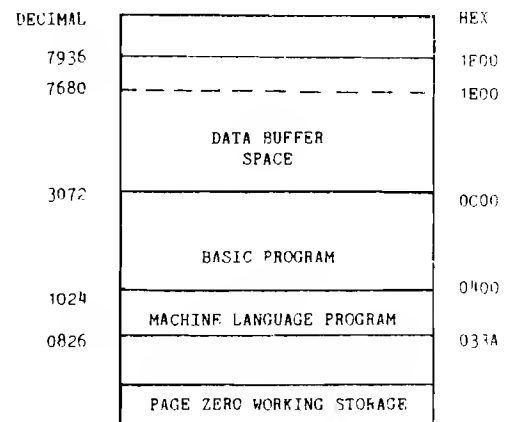 DECIMAL HEX
7936 1F00
7680 1E00
DATA BUFFER
SPACE
3072 0C00
BASIC PROGRAM
1024 0400
MACHINE LANGUAGE PROGRAM
0826 033A
PAGE ZERO WORKING STORAGE